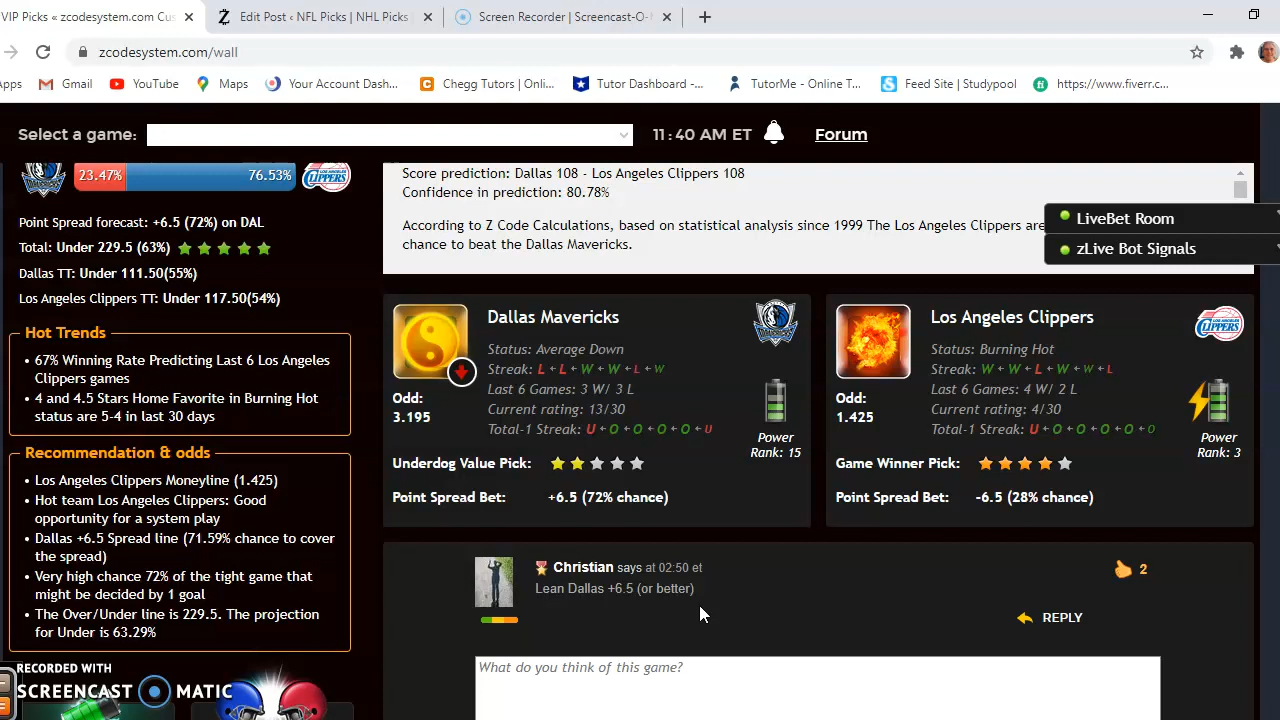 VIP Picks « zcodesystem.com Cus
Edit Post ‹ NFL Picks | NHL Picks |
Screen Recorder | Screencast-O-
zcodesystem.com/wall
Apps
Gmail
YouTube
Maps
Your Account Dash...
Chegg Tutors | Onli...
Tutor Dashboard -...
TutorMe - Online T...
Feed Site | Studypool
https://www.fiverr.c...
Select a game:
11:40 AM ET
Forum
23.47%
76.53%
Point Spread forecast: +6.5 (72%) on DAL
Total: Under 229.5 (63%)
Dallas TT: Under 111.50(55%)
Los Angeles Clippers TT: Under 117.50(54%)
Hot Trends
• 67% Winning Rate Predicting Last 6 Los Angeles
Clippers games
• 4 and 4.5 Stars Home Favorite in Burning Hot
status are 5-4 in last 30 days
Recommendation & odds
• Los Angeles Clippers Moneyline (1.425)
• Hot team Los Angeles Clippers: Good
opportunity for a system play
• Dallas +6.5 Spread line (71.59% chance to cover
the spread)
• Very high chance 72% of the tight game that
might be decided by 1 goal
• The Over/Under line is 229.5. The projection
for Under is 63.29%
RECORDED WITH
SCREENCAST MATIC
Score prediction: Dallas 108 - Los Angeles Clippers 108
Confidence in prediction: 80.78%
According to Z Code Calculations, based on statistical analysis since 1999 The Los Angeles Clippers are
chance to beat the Dallas Mavericks.
LiveBet Room
zLive Bot Signals
Dallas Mavericks
Status: Average Down
Streak: L ← L ← W ← W ← L ← W
Last 6 Games: 3 W/ 3 L
Current rating: 13/30
Total-1 Streak: U ← O ← O ← O ← O ← U
Odd:
3.195
Power
Rank: 15
Underdog Value Pick:
Point Spread Bet: +6.5 (72% chance)
Los Angeles Clippers
CLIPPERS
Status: Burning Hot
Streak: W ← W ← L ← W ← W ← L
Last 6 Games: 4 W/ 2 L
Current rating: 4/30
Total-1 Streak: U ← O ← O ← O ← O ← O
Odd:
1.425
Power
Rank: 3
Game Winner Pick:
Point Spread Bet: -6.5 (28% chance)
Christian says at 02:50 et
Lean Dallas +6.5 (or better)
2
REPLY
What do you think of this game?